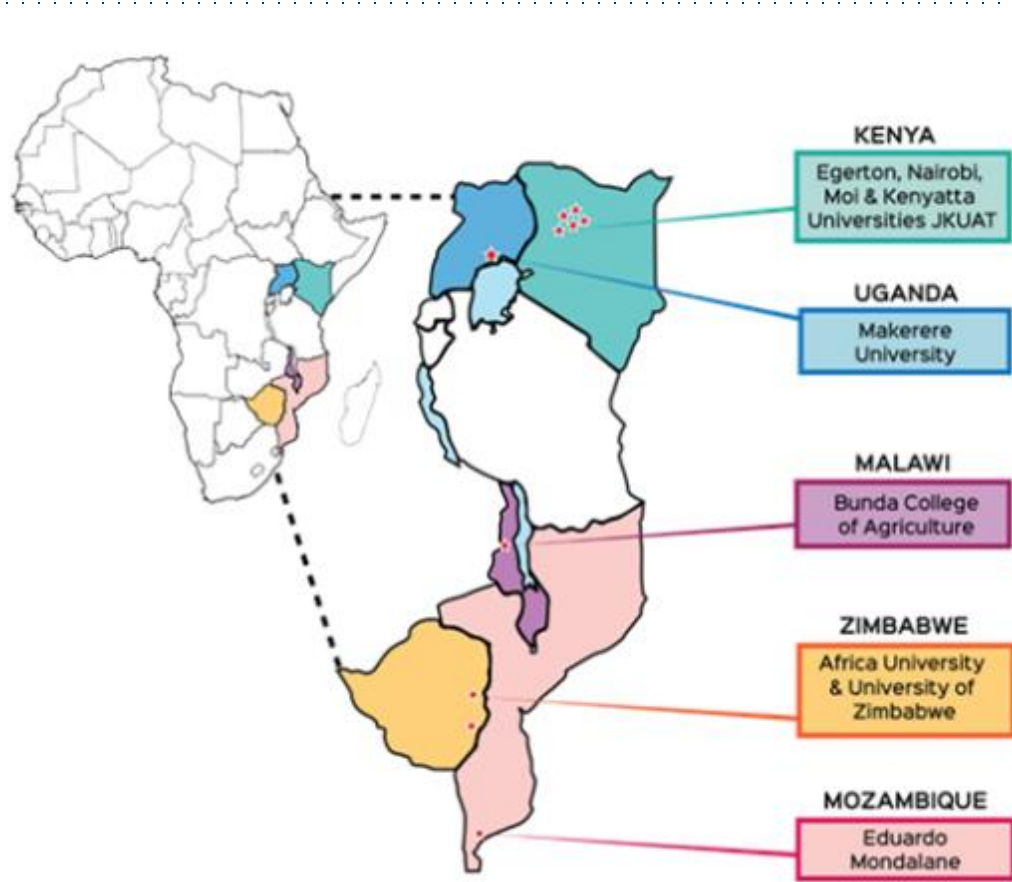 KENYA
Egerton, Nairobi,
Moi & Kenyatta
Universities JKUAT
UGANDA
Makerere
University
MALAWI
Bunda College
of Agriculture
ZIMBABWE
Africa University
& University of
Zimbabwe
MOZAMBIQUE
Eduardo
Mondalane